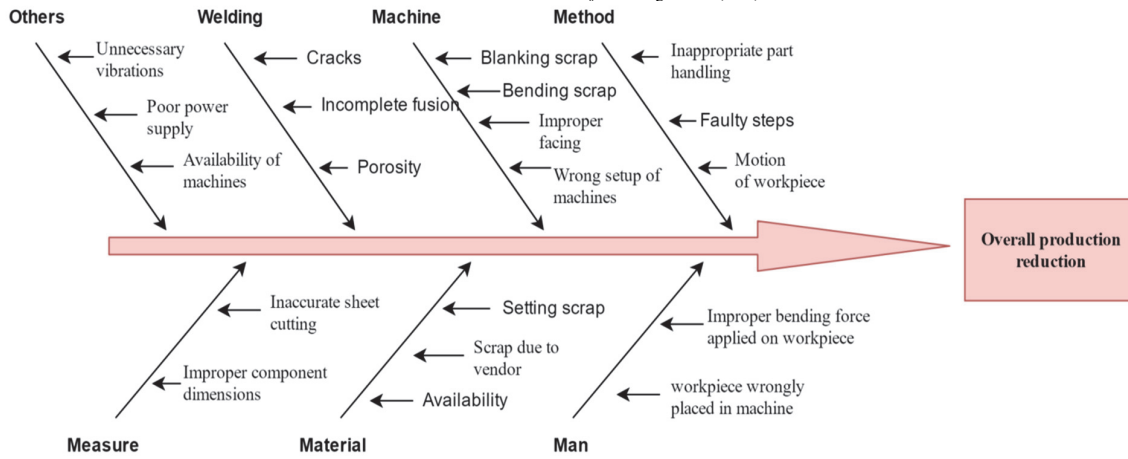 Others
Welding
Machine
Method
Unnecessary
vibrations
Poor power
supply
Availability of
machines
Cracks
Incomplete fusion
Porosity
Blanking scrap
Bending scrap
Improper
facing
Wrong setup of
machines
Inappropriate part
handling
Faulty steps
Motion
of workpiece
Overall production
reduction
Inaccurate sheet
cutting
Improper component
dimensions
Setting scrap
Scrap due to
vendor
Availability
Improper bending force
applied on workpiece
workpiece wrongly
placed in machine
Measure
Material
Man